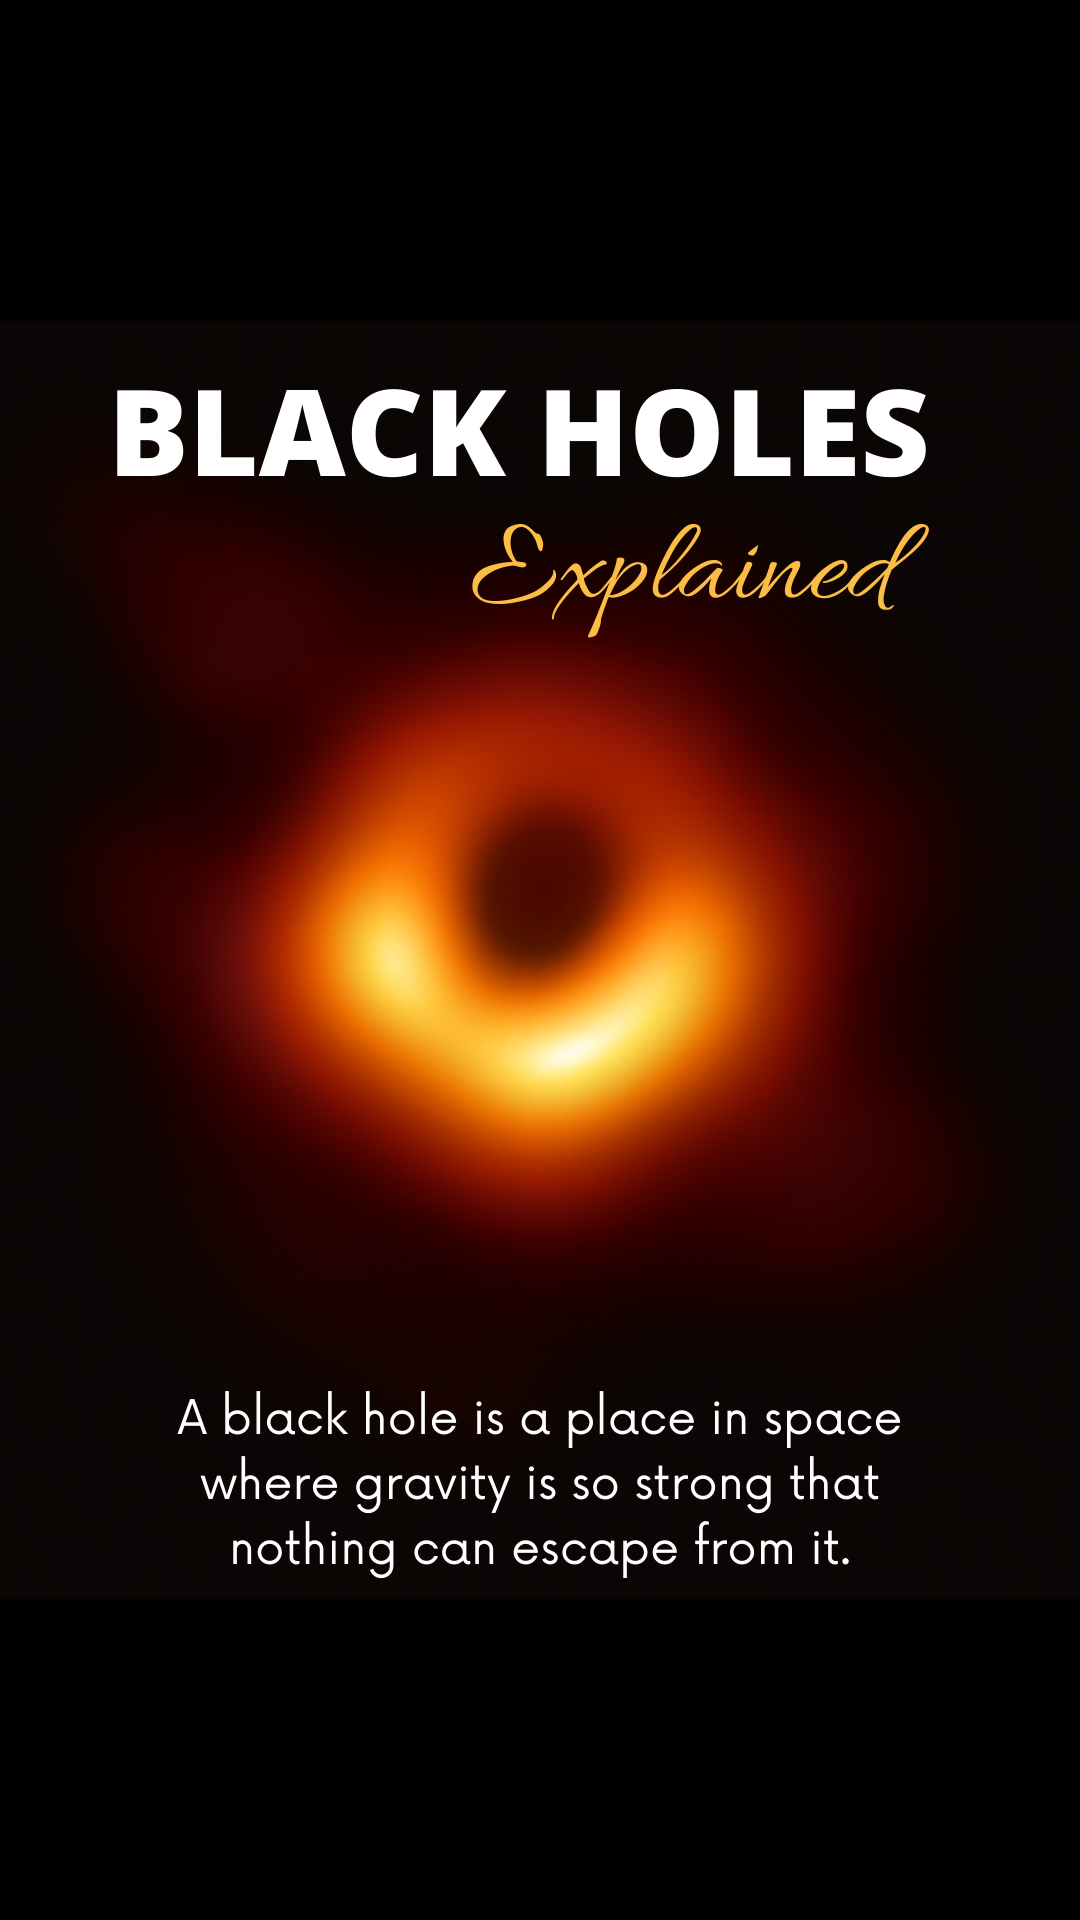 BLACK HOLES
Explained
A black hole is a place in space
where gravity is so strong that
nothing can escape from it.